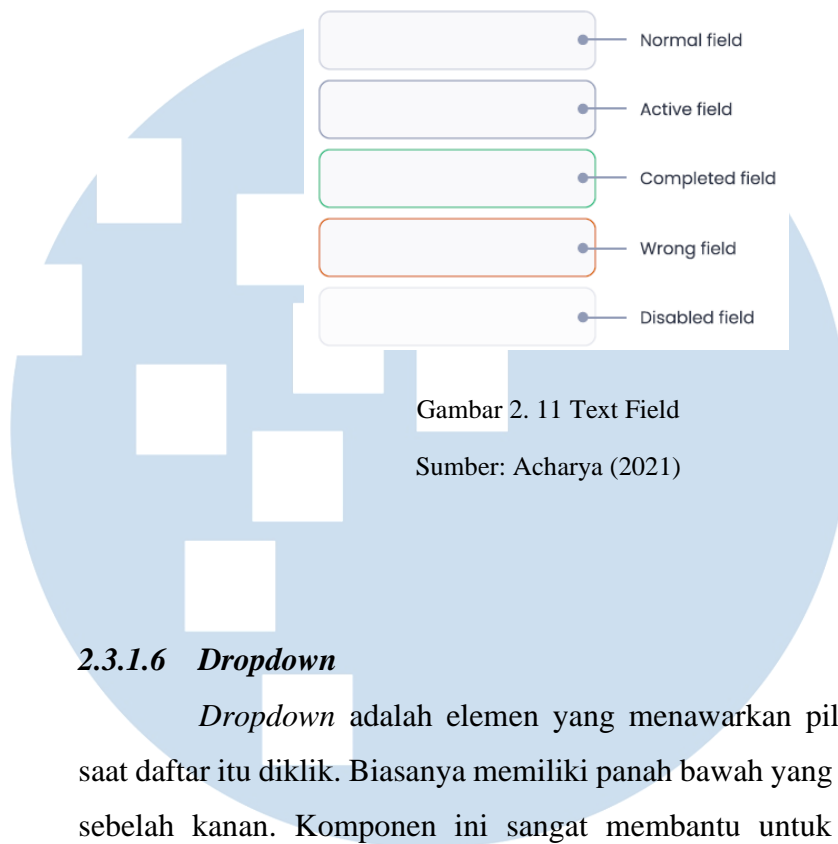 Normal field
Active field
Completed field
Wrong field
Disabled field
Gambar 2. 11 Text Field
Sumber: Acharya (2021)
2.3.1.6 Dropdown
Dropdown adalah elemen yang menawarkan
saat daftar itu diklik. Biasanya memiliki panah bawah yang
sebelah kanan. Komponen ini sangat membantu untuk